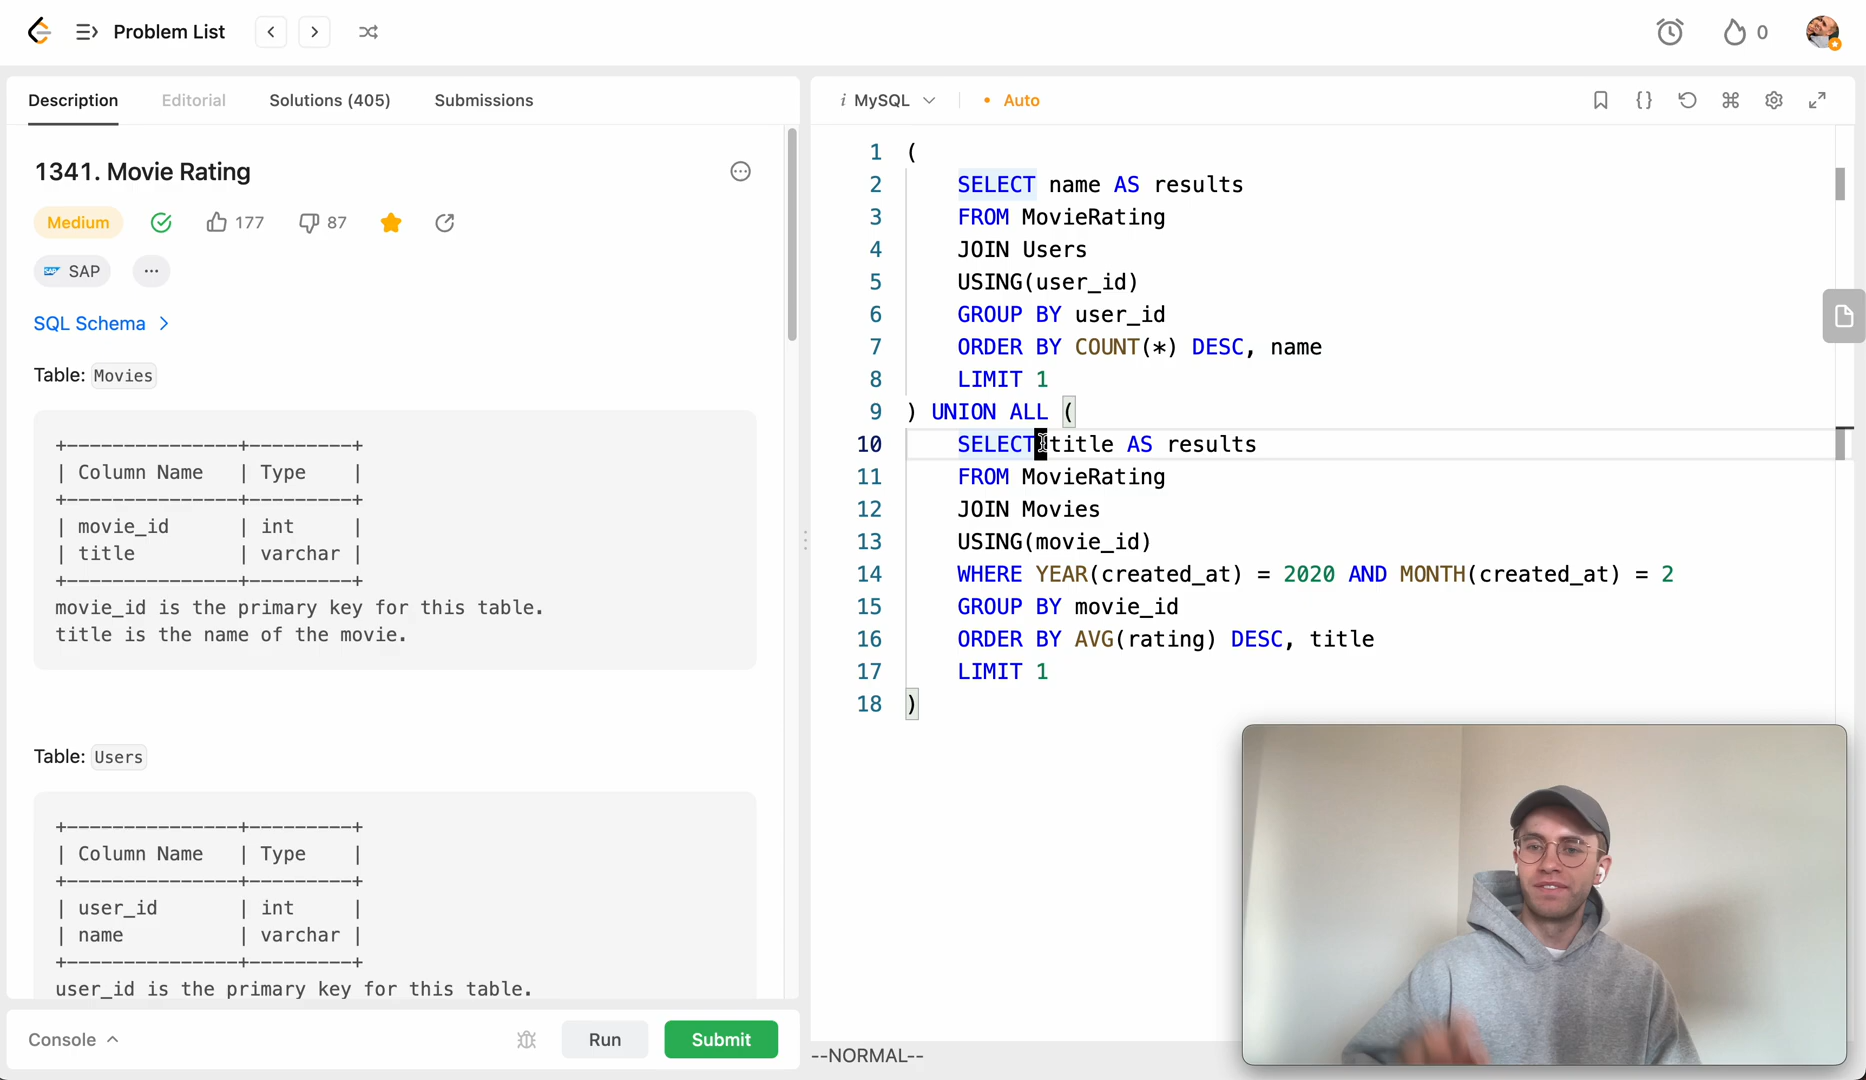 Problem List
0
Description
Editorial
Solutions (405)
Submissions
1341. Movie Rating
Medium
177
87
SAP
SAP
...
SQL Schema
Table: Movies
+---------------+---------+
| Column Name   | Type    |
+---------------+---------+
| movie_id      | int     |
| title         | varchar |
+---------------+---------+
movie_id is the primary key for this table.
title is the name of the movie.
Table: Users
+---------------+---------+
| Column Name   | Type    |
+---------------+---------+
| user_id       | int     |
| name          | varchar |
+---------------+---------+
user_id is the primary key for this table.
Console
Run
Submit
i MySQL
• Auto
{}
1 (
2     SELECT name AS results
3     FROM MovieRating
4     JOIN Users
5     USING(user_id)
6     GROUP BY user_id
7     ORDER BY COUNT(*) DESC, name
8     LIMIT 1
9 ) UNION ALL (
10     SELECT title AS results
11     FROM MovieRating
12     JOIN Movies
13     USING(movie_id)
14     WHERE YEAR(created_at) = 2020 AND MONTH(created_at) = 2
15     GROUP BY movie_id
16     ORDER BY AVG(rating) DESC, title
17     LIMIT 1
18 )
--NORMAL--